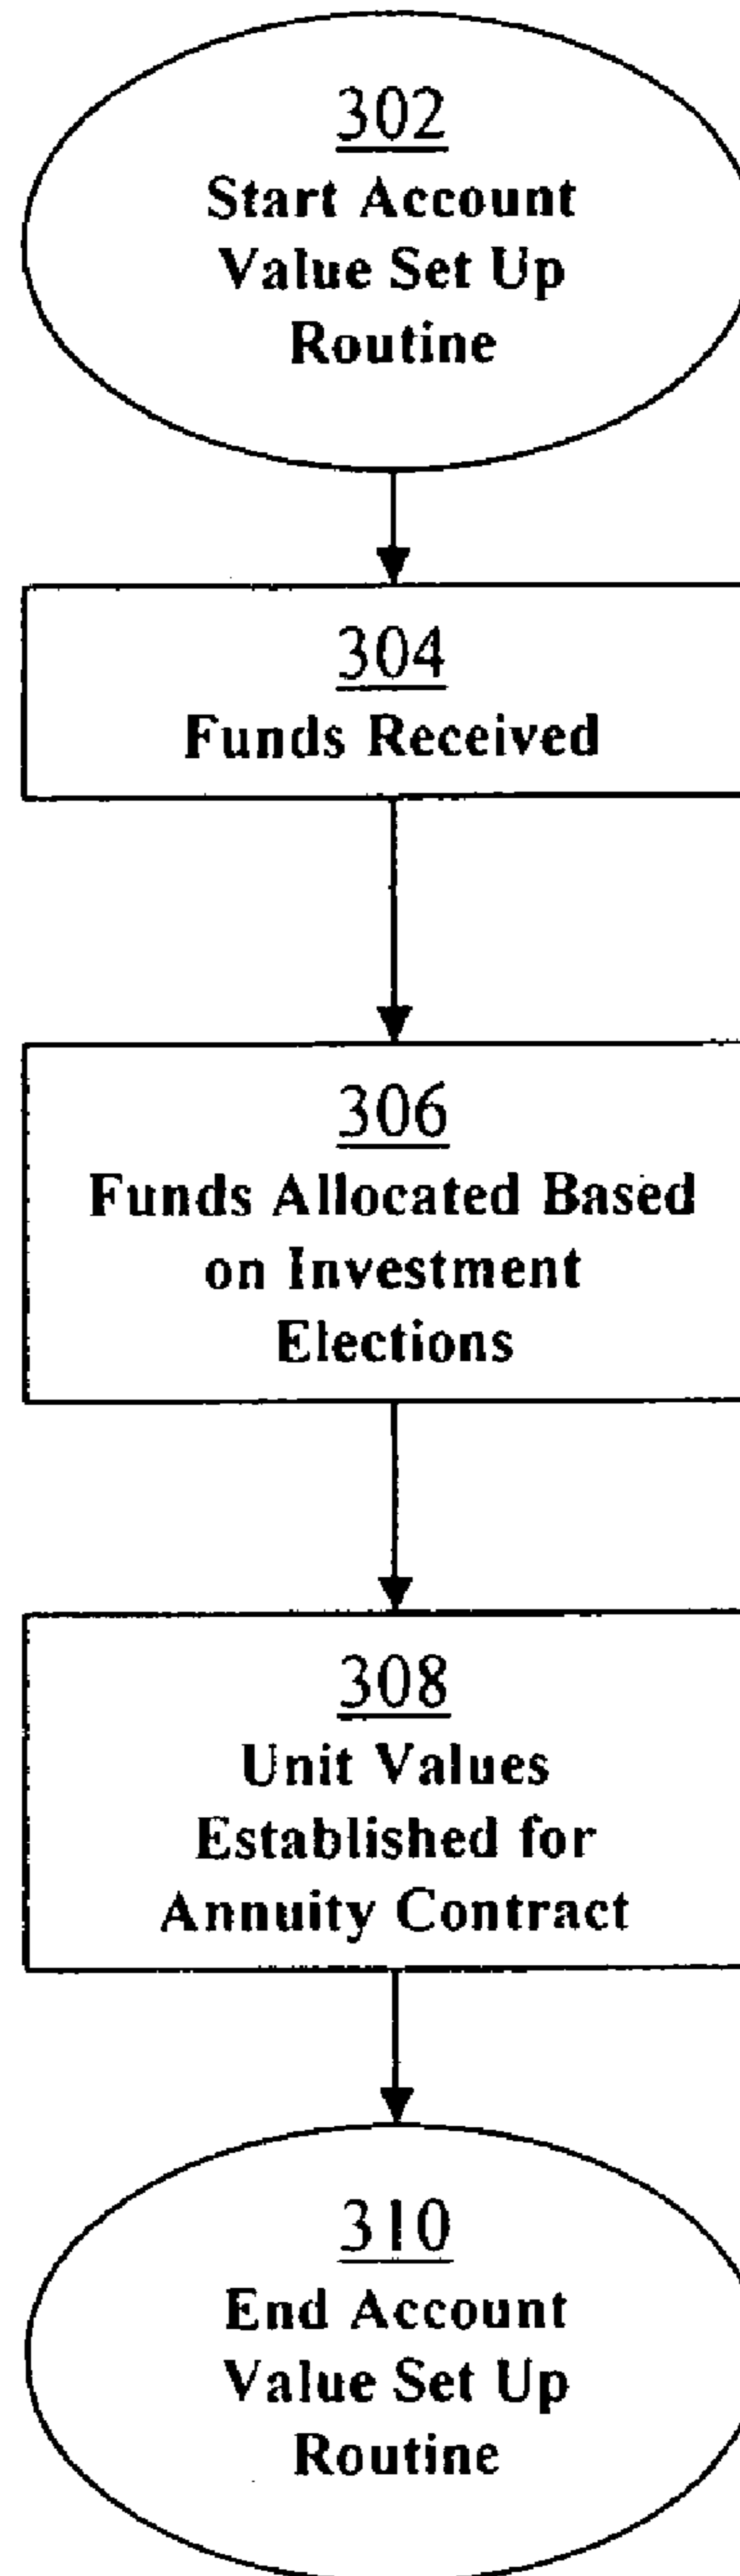 302
Start Account
Value Set Up
Routine
304
Funds Received
306
Funds Allocated Based
on Investment
Elections
308
Unit Values
Established for
Annuity Contract
310
End Account
Value Set Up
Routine